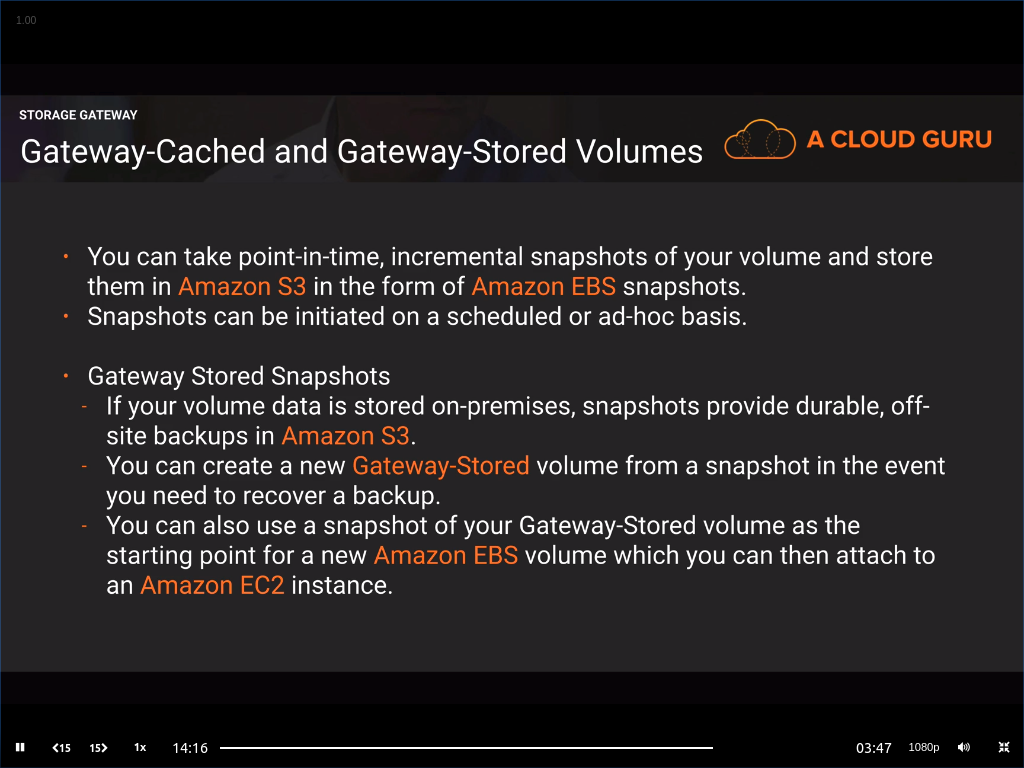 1.00
STORAGE GATEWAY
Gateway-Cached and Gateway-Stored Volumes
A CLOUD GURU
• You can take point-in-time, incremental snapshots of your volume and store
them in Amazon S3 in the form of Amazon EBS snapshots.
• Snapshots can be initiated on a scheduled or ad-hoc basis.
• Gateway Stored Snapshots
- If your volume data is stored on-premises, snapshots provide durable, off-
site backups in Amazon S3.
- You can create a new Gateway-Stored volume from a snapshot in the event
you need to recover a backup.
- You can also use a snapshot of your Gateway-Stored volume as the
starting point for a new Amazon EBS volume which you can then attach to
an Amazon EC2 instance.
15 15 1x 14:16 03:47 1080p